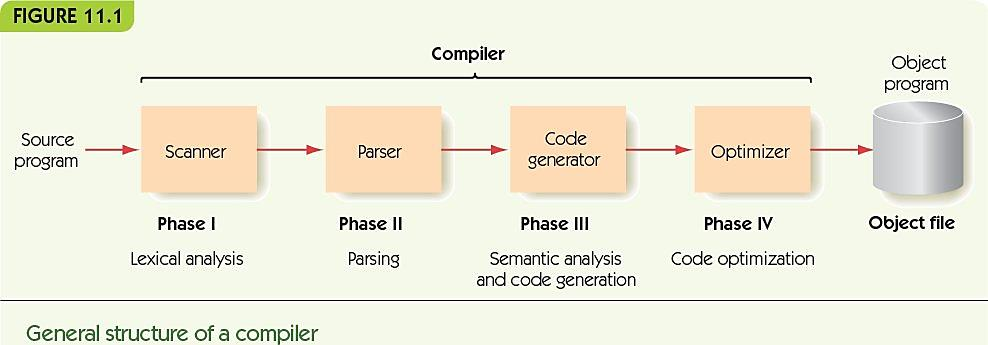 FIGURE 11.1
Compiler
Object
program
Source
program
Scanner
Parser
Code
generator
Optimizer
Phase I
Phase II
Phase III
Phase IV
Object file
Lexical analysis
Parsing
Semantic analysis
and code generation
Code optimization
General structure of a compiler